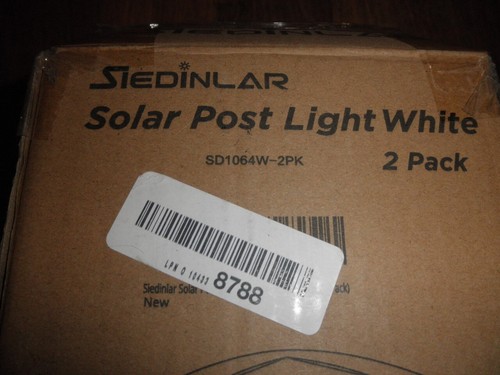 SIEDINLAR
Solar Post Light White
SD1064W-2PK
2 Pack
8788
Siedinlar Solar
New